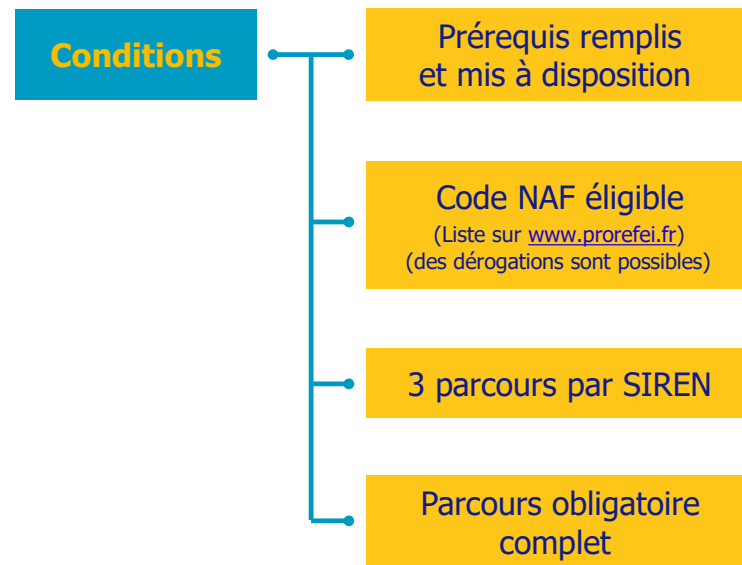 Conditions
Prérequis remplis
et mis à disposition
Code NAF éligible
(Liste sur www.prorefei.fr)
(des dérogations sont possibles)
3 parcours par SIREN
Parcours obligatoire
complet